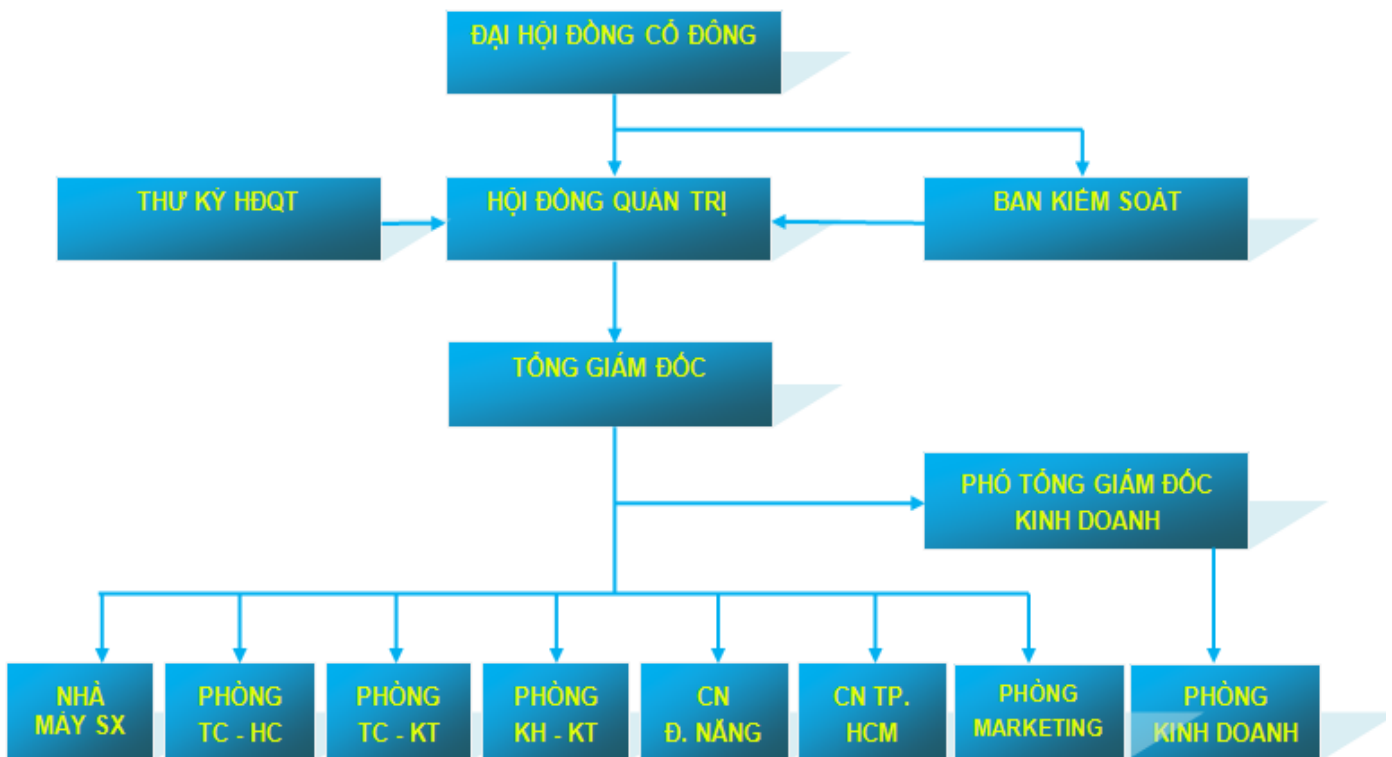 ĐẠI HỘI ĐỒNG CỔ ĐÔNG
THƯ KÝ HĐQT
HỘI ĐỒNG QUẢN TRỊ
BAN KIỂM SOÁT
TỔNG GIÁM ĐỐC
PHÓ TỔNG GIÁM ĐỐC
KINH DOANH
NHÀ
MÁY SX
PHÒNG
TC - HC
PHÒNG
TC - KT
PHÒNG
KH - KT
CN
Đ. NẴNG
CN TP.
HCM
PHÒNG
MARKETING
PHÒNG
KINH DOANH